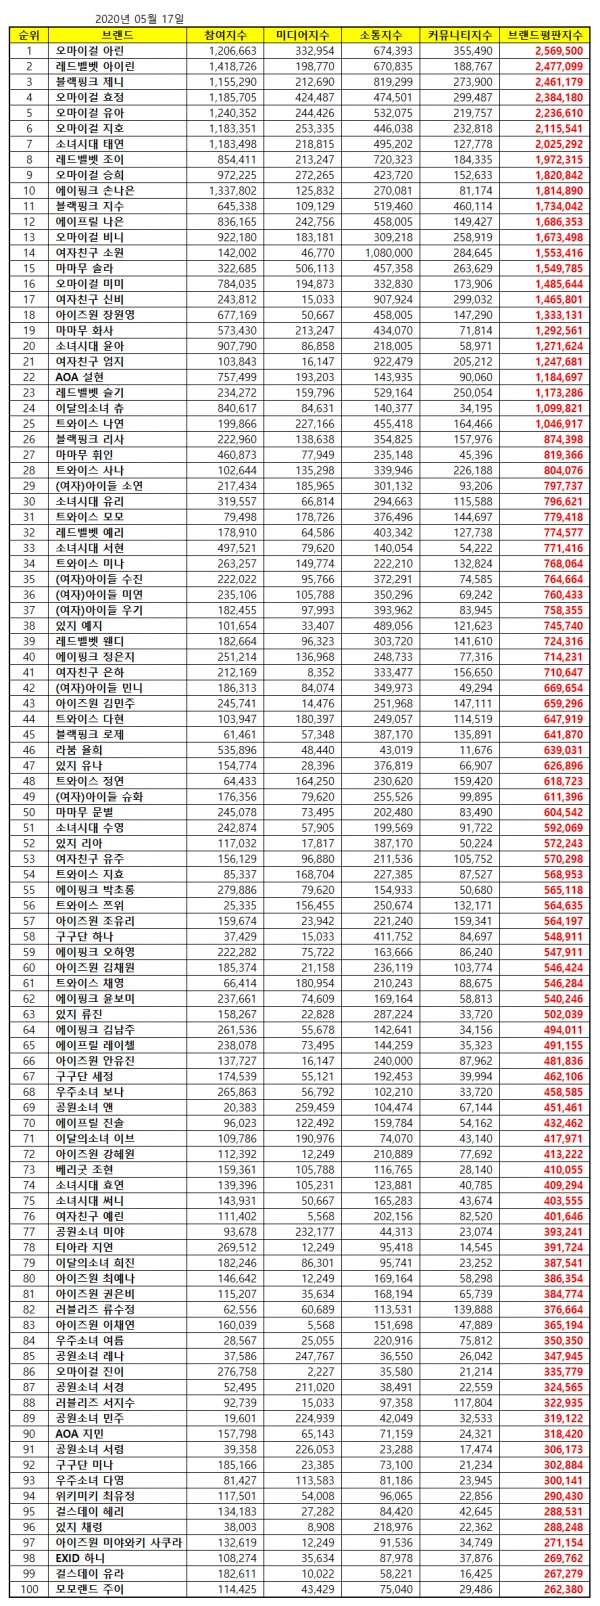 2020년 05월 17일
순위 브랜드 참여지수 미디어지수 소통지수 커뮤니티지수 브랜드평판지수
1 오마이걸 아린 1,206,663 332,954 674,393 355,490 2,569,500
2 레드벨벳 아이린 1,418,726 198,770 670,835 188,767 2,477,099
3 블랙핑크 제니 1,155,290 212,690 819,299 273,900 2,461,179
4 오마이걸 효정 1,185,705 424,487 474,501 299,487 2,384,180
5 오마이걸 유아 1,240,352 244,426 532,075 219,757 2,236,610
6 오마이걸 지호 1,183,351 253,335 446,038 232,818 2,115,541
7 소녀시대 태연 1,183,498 218,815 495,202 127,778 2,025,292
8 레드벨벳 조이 854,411 213,247 720,323 184,335 1,972,315
9 오마이걸 승희 972,225 272,265 423,720 152,633 1,820,842
10 에이핑크 손나은 1,337,802 125,832 270,081 81,174 1,814,890
11 블랙핑크 지수 645,338 109,129 519,460 460,114 1,734,042
12 에이프릴 나은 836,165 242,756 458,005 149,427 1,686,353
13 오마이걸 비니 922,180 183,181 309,218 258,919 1,673,498
14 여자친구 소원 142,002 46,770 1,080,000 284,645 1,553,416
15 마마무 솔라 322,685 506,113 457,358 263,629 1,549,785
16 오마이걸 미미 784,035 194,873 332,830 173,906 1,485,644
17 여자친구 신비 243,812 15,033 907,924 299,032 1,465,801
18 아이즈원 장원영 677,169 50,667 458,005 147,290 1,333,131
19 마마무 화사 573,430 213,247 434,070 71,814 1,292,561
20 소녀시대 윤아 907,790 86,858 218,005 58,971 1,271,624
21 여자친구 엄지 103,843 16,147 922,479 205,212 1,247,681
22 AOA 설현 757,499 193,203 143,935 90,060 1,184,697
23 레드벨벳 슬기 234,272 159,796 529,164 250,054 1,173,286
24 이달의소녀 츄 840,617 84,631 140,377 34,195 1,099,821
25 트와이스 나연 199,866 227,166 455,418 164,466 1,046,917
26 블랙핑크 리사 222,960 138,638 354,825 157,976 874,398
27 마마무 휘인 460,873 77,949 235,148 45,396 819,366
28 트와이스 사나 102,644 135,298 339,946 226,188 804,076
29 (여자)아이들 소연 217,434 185,965 301,132 93,206 797,737
30 소녀시대 유리 319,557 66,814 294,663 115,588 796,621
31 트와이스 모모 79,498 178,726 376,496 144,697 779,418
32 레드벨벳 예리 178,910 64,586 403,342 127,738 774,577
33 소녀시대 서현 497,521 79,620 140,054 54,222 771,416
34 트와이스 미나 263,257 149,774 222,210 132,824 768,064
35 (여자)아이들 수진 222,022 95,766 372,291 74,585 764,664
36 (여자)아이들 미연 235,106 105,788 350,296 69,242 760,433
37 (여자)아이들 우기 182,455 97,993 393,962 83,945 758,355
38 있지 예지 101,654 33,407 489,056 121,623 745,740
39 레드벨벳 웬디 182,664 96,323 303,720 141,610 724,316
40 에이핑크 정은지 251,214 136,968 248,733 77,316 714,231
41 여자친구 은하 212,169 8,352 333,477 156,650 710,647
42 (여자)아이들 민니 186,313 84,074 349,973 49,294 669,654
43 아이즈원 김민주 245,741 14,476 251,968 147,111 659,296
44 트와이스 다현 103,947 180,397 249,057 114,519 647,919
45 블랙핑크 로제 61,461 57,348 387,170 135,891 641,870
46 라붐 율희 535,896 48,440 43,019 11,676 639,031
47 있지 유나 154,774 28,396 376,819 66,907 626,896
48 트와이스 정연 64,433 164,250 230,620 159,420 618,723
49 (여자)아이들 슈화 176,356 79,620 255,526 99,895 611,396
50 마마무 문별 245,078 73,495 202,480 83,490 604,542
51 소녀시대 수영 242,874 57,905 199,569 91,722 592,069
52 있지 리아 117,032 17,817 387,170 50,224 572,243
53 여자친구 유주 156,129 96,880 211,536 105,752 570,298
54 트와이스 지효 85,337 168,704 227,385 87,527 568,953
55 에이핑크 박초롱 279,886 79,620 154,933 50,680 565,118
56 트와이스 쯔위 25,335 156,455 250,674 132,171 564,635
57 아이즈원 조유리 159,674 23,942 221,240 159,341 564,197
58 구구단 하나 37,429 15,033 411,752 84,697 548,911
59 에이핑크 오하영 222,282 75,722 163,666 86,240 547,911
60 아이즈원 김채원 185,374 21,158 236,119 103,774 546,424
61 트와이스 채영 66,414 180,954 210,243 88,675 546,284
62 에이핑크 윤보미 237,661 74,609 169,164 58,813 540,246
63 있지 류진 158,267 22,828 287,224 33,720 502,039
64 에이핑크 김남주 261,536 55,678 142,641 34,156 494,011
65 에이프릴 레이첼 238,078 73,495 144,259 35,323 491,155
66 아이즈원 안유진 137,727 16,147 240,000 87,962 481,836
67 구구단 세정 174,539 55,121 192,453 39,994 462,106
68 우주소녀 보나 265,863 56,792 102,210 33,720 458,585
69 공원소녀 앤 20,383 259,459 104,474 67,144 451,461
70 에이프릴 진솔 96,023 122,492 159,784 54,162 432,462
71 이달의소녀 이브 109,786 190,976 74,070 43,140 417,971
72 아이즈원 강혜원 112,392 12,249 210,889 77,692 413,222
73 베리굿 조현 159,361 105,788 116,765 28,140 410,055
74 소녀시대 효연 139,396 105,231 123,881 40,785 409,294
75 소녀시대 써니 143,931 50,667 165,283 43,674 403,555
76 여자친구 예린 111,402 5,568 202,156 82,520 401,646
77 공원소녀 미야 93,678 232,177 44,313 23,074 393,241
78 티아라 지연 269,512 12,249 95,418 14,545 391,724
79 이달의소녀 희진 182,246 86,301 95,741 23,252 387,541
80 아이즈원 최예나 146,642 12,249 169,164 58,298 386,354
81 아이즈원 권은비 115,207 35,634 168,194 65,739 384,774
82 러블리즈 류수정 62,556 60,689 113,531 139,888 376,664
83 아이즈원 이채연 160,039 5,568 151,698 47,889 365,194
84 우주소녀 여름 28,567 25,055 220,916 75,812 350,350
85 공원소녀 레나 37,586 247,767 36,550 26,042 347,945
86 오마이걸 진이 276,758 2,227 35,580 21,214 335,779
87 공원소녀 서경 52,495 211,020 38,491 22,559 324,565
88 러블리즈 서지수 92,739 15,033 97,358 117,804 322,935
89 공원소녀 민주 19,601 224,939 42,049 32,533 319,122
90 AOA 지민 157,798 65,143 71,159 24,321 318,420
91 공원소녀 서령 39,358 226,053 23,288 17,474 306,173
92 구구단 미나 185,166 23,385 73,100 21,234 302,884
93 우주소녀 다영 81,427 113,583 81,186 23,945 300,141
94 위키미키 최유정 117,501 54,008 96,065 22,856 290,430
95 걸스데이 혜리 134,183 27,282 84,420 42,645 288,531
96 있지 채령 38,003 8,908 218,976 22,362 288,248
97 아이즈원 미야와키 사쿠라 132,619 12,249 91,536 34,749 271,154
98 EXID 하니 108,274 35,634 87,978 37,876 269,762
99 걸스데이 유라 182,611 10,022 58,221 16,425 267,279
100 모모랜드 주이 114,425 43,429 75,040 29,486 262,380